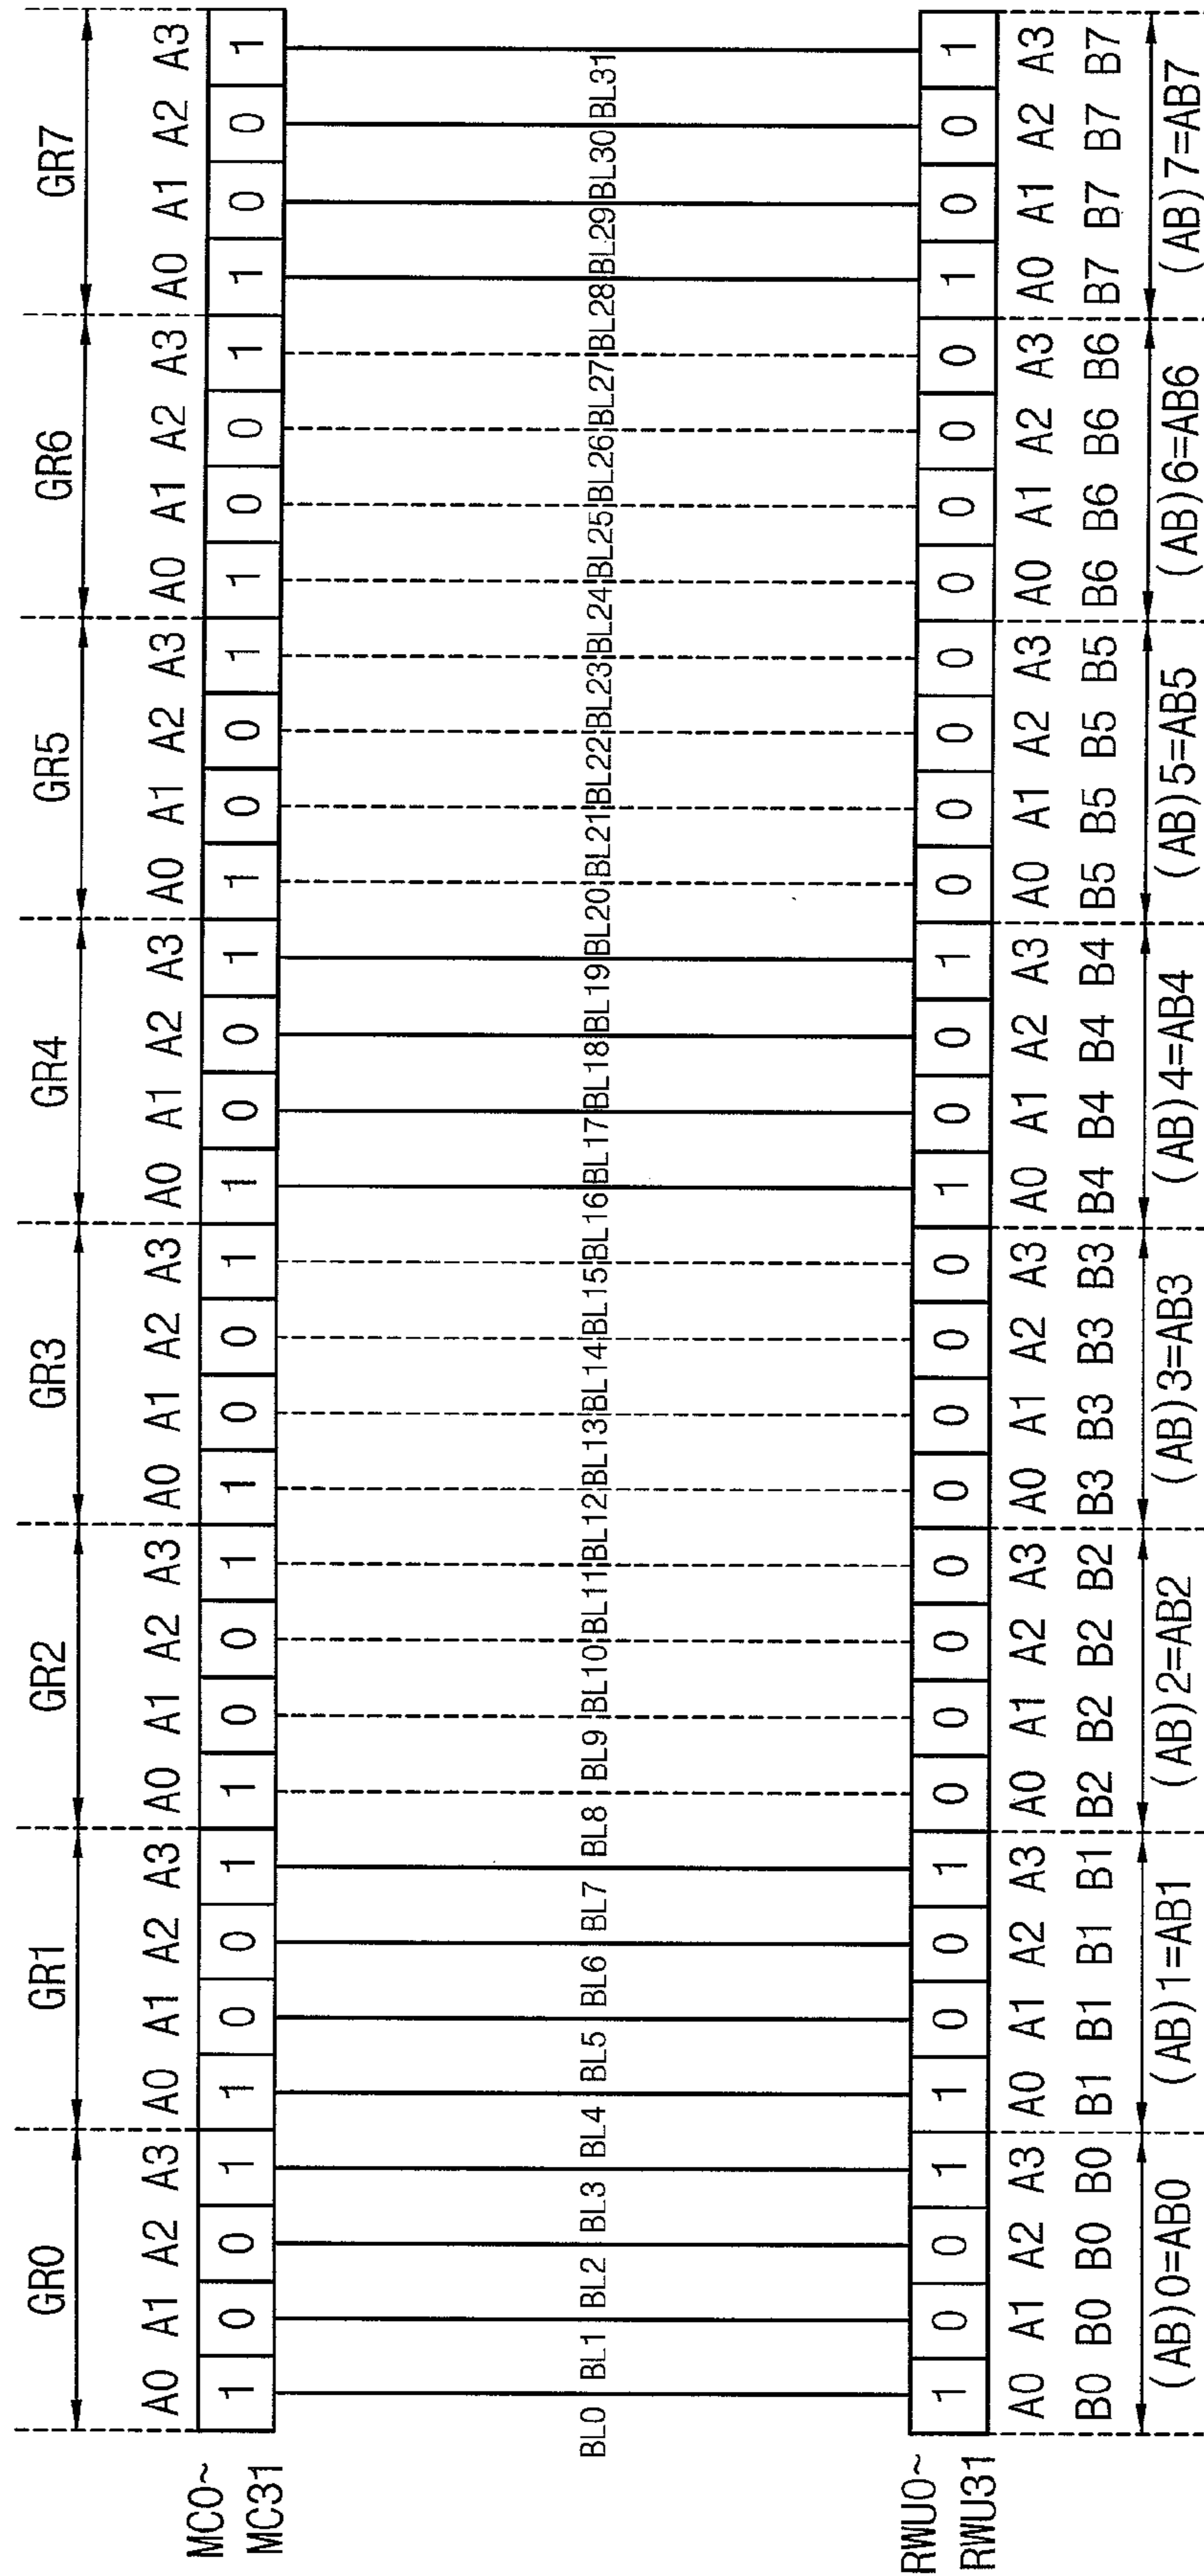 GR0 GR1 GR2 GR3 GR4 GR5 GR6 GR7
A0 A1 A2 A3 A0 A1 A2 A3 A0 A1 A2 A3 A0 A1 A2 A3 A0 A1 A2 A3 A0 A1 A2 A3 A0 A1 A2 A3 A0 A1 A2 A3
MC0~
MC31
1 0 0 1 1 0 0 1 1 0 0 1 1 0 0 1 1 0 0 1 1 0 0 1 1 0 0 1 1 0 0 1
BL0 BL1 BL2 BL3 BL4 BL5 BL6 BL7 BL8 BL9 BL10 BL11 BL12 BL13 BL14 BL15 BL16 BL17 BL18 BL19 BL20 BL21 BL22 BL23 BL24 BL25 BL26 BL27 BL28 BL29 BL30 BL31
RWU0~
RWU31
1 0 0 1 1 0 0 1 0 0 0 0 0 0 0 0 1 0 0 1 0 0 0 0 0 0 0 0 1 0 0 1
A0 A1 A2 A3 A0 A1 A2 A3 A0 A1 A2 A3 A0 A1 A2 A3 A0 A1 A2 A3 A0 A1 A2 A3 A0 A1 A2 A3 A0 A1 A2 A3
B0 B0 B0 B0 B1 B1 B1 B1 B2 B2 B2 B2 B3 B3 B3 B3 B4 B4 B4 B4 B5 B5 B5 B5 B6 B6 B6 B6 B7 B7 B7 B7
(AB)0=AB0 (AB)1=AB1 (AB)2=AB2 (AB)3=AB3 (AB)4=AB4 (AB)5=AB5 (AB)6=AB6 (AB)7=AB7